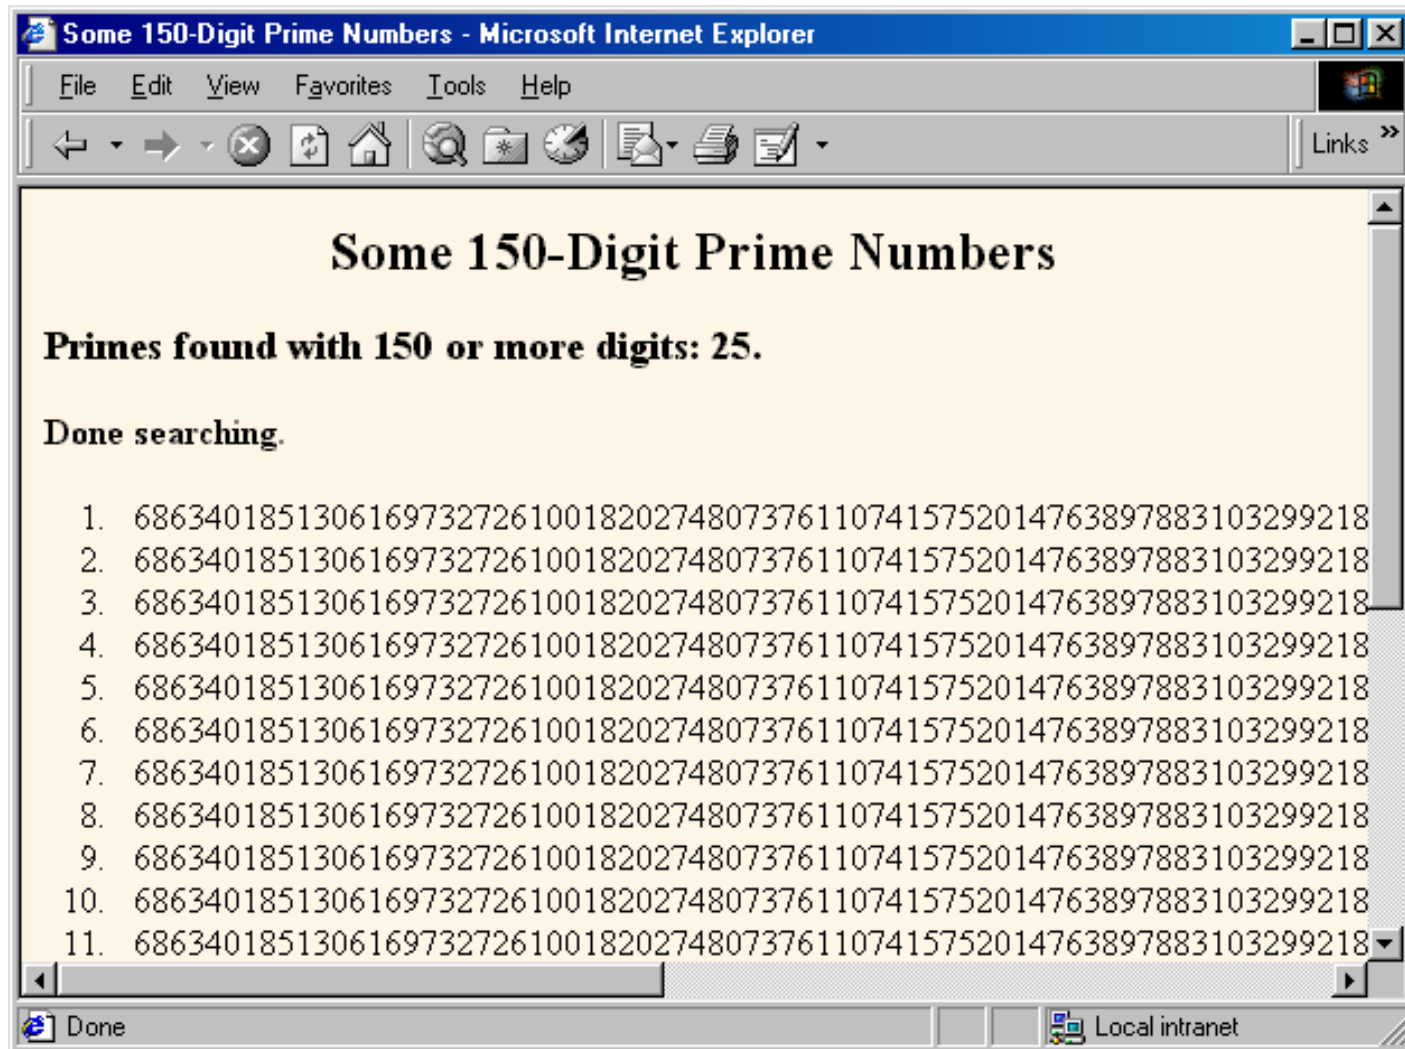 Some 150-Digit Prime Numbers - Microsoft Internet Explorer
File Edit View Favorites Tools Help
Links »
Some 150-Digit Prime Numbers
Primes found with 150 or more digits: 25.
Done searching.
1. 686340185130616973272610018202748073761107415752014763897883103299218
2. 686340185130616973272610018202748073761107415752014763897883103299218
3. 686340185130616973272610018202748073761107415752014763897883103299218
4. 686340185130616973272610018202748073761107415752014763897883103299218
5. 686340185130616973272610018202748073761107415752014763897883103299218
6. 686340185130616973272610018202748073761107415752014763897883103299218
7. 686340185130616973272610018202748073761107415752014763897883103299218
8. 686340185130616973272610018202748073761107415752014763897883103299218
9. 686340185130616973272610018202748073761107415752014763897883103299218
10. 686340185130616973272610018202748073761107415752014763897883103299218
11. 686340185130616973272610018202748073761107415752014763897883103299218
Done
Local intranet